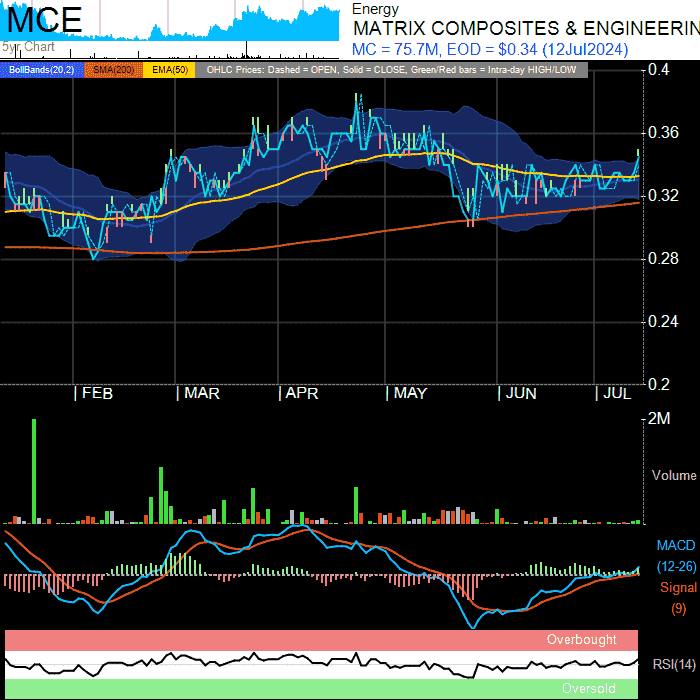 MCE
5yr Chart
Energy
MATRIX COMPOSITES & ENGINEERIN
MC = 75.7M, EOD = $0.34 (12Jul2024)
BollBands(20,2) SMA(200) EMA(50) OHLC Prices: Dashed = OPEN, Solid = CLOSE, Green/Red bars = Intra-day HIGH/LOW
0.4
0.36
0.32
0.28
0.24
0.2
| FEB | MAR | APR | MAY | JUN | JUL
2M
Volume
MACD
(12-26)
Signal
(9)
Overbought
RSI(14)
Oversold